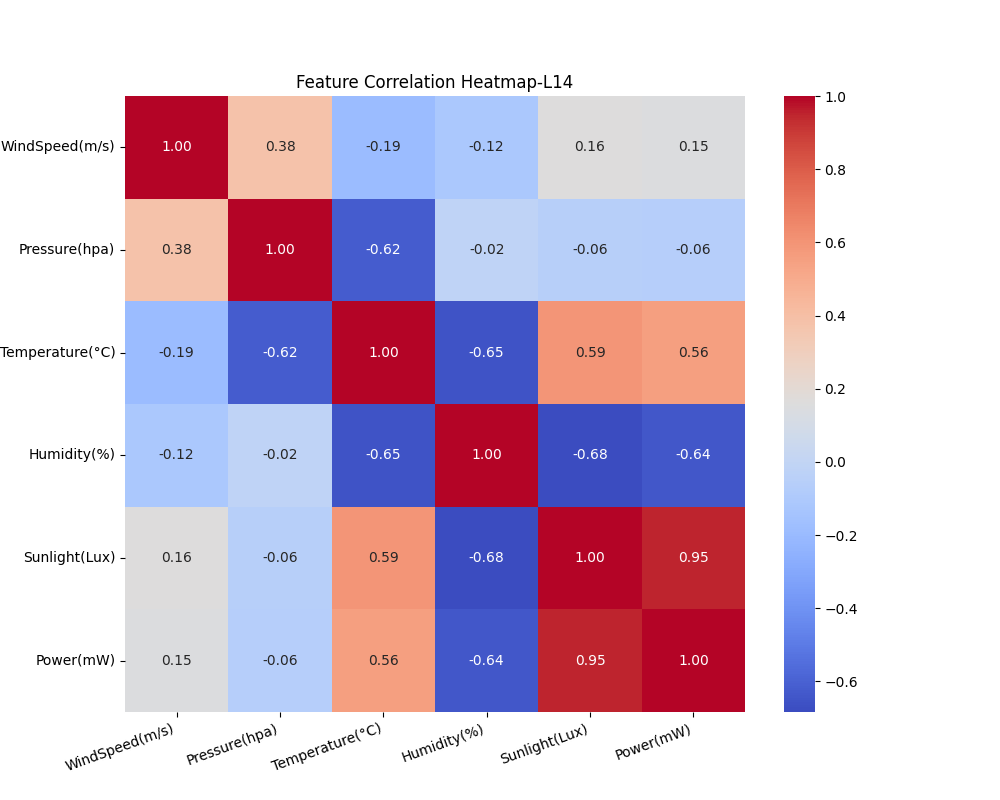 Feature Correlation Heatmap-L14
WindSpeed(m/s) 1.00 0.38 -0.19 -0.12 0.16 0.15
Pressure(hpa) 0.38 1.00 -0.62 -0.02 -0.06 -0.06
Temperature(°C) -0.19 -0.62 1.00 -0.65 0.59 0.56
Humidity(%) -0.12 -0.02 -0.65 1.00 -0.68 -0.64
Sunlight(Lux) 0.16 -0.06 0.59 -0.68 1.00 0.95
Power(mW) 0.15 -0.06 0.56 -0.64 0.95 1.00
WindSpeed(m/s) Pressure(hpa) Temperature(°C) Humidity(%) Sunlight(Lux) Power(mW)
1.0
0.8
0.6
0.4
0.2
0.0
−0.2
−0.4
−0.6